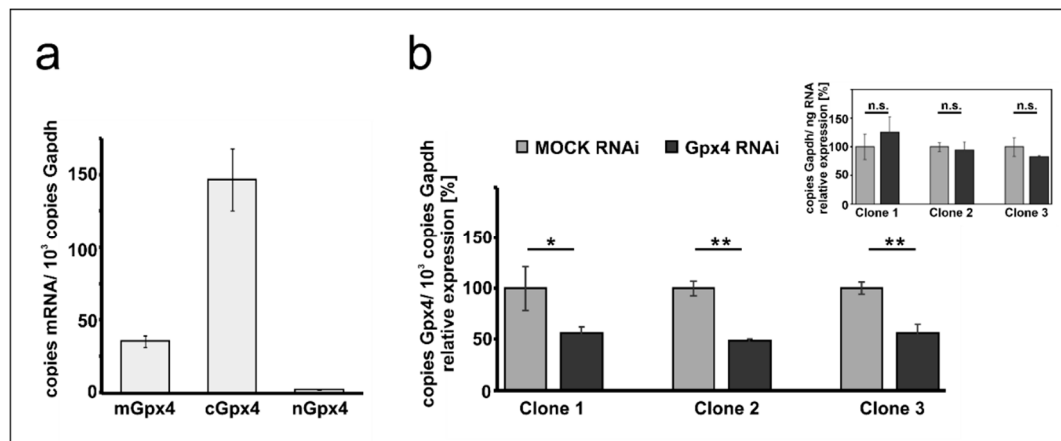 a
copies mRNA/ 10³ copies Gapdh
150
100
50
0
mGpx4 cGpx4 nGpx4
b
MOCK RNAi Gpx4 RNAi
copies Gpx4/ 10³ copies Gapdh
relative expression [%]
150
100
50
0
* ** **
Clone 1 Clone 2 Clone 3
copies Gapdh/ ng RNA
relative expression [%]
200
150
100
50
0
n.s. n.s. n.s.
Clone 1 Clone 2 Clone 3